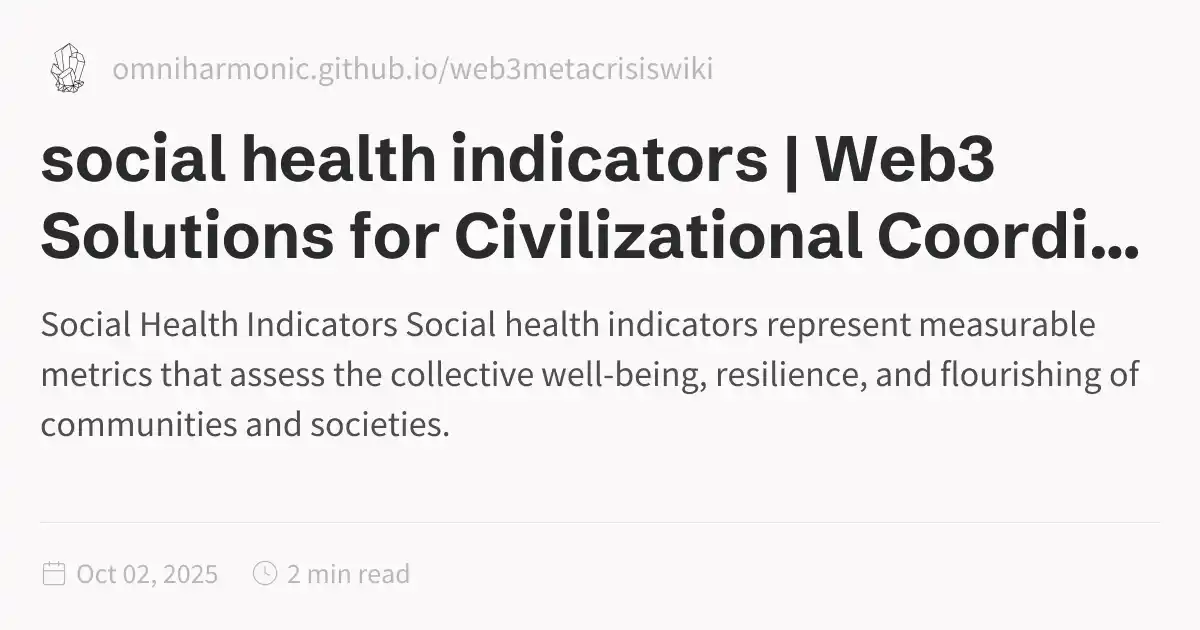 omniharmonic.github.io/web3metacrisiswiki
social health indicators | Web3
Solutions for Civilizational Coordi...
Social Health Indicators Social health indicators represent measurable
metrics that assess the collective well-being, resilience, and flourishing of
communities and societies.
Oct 02, 2025 2 min read